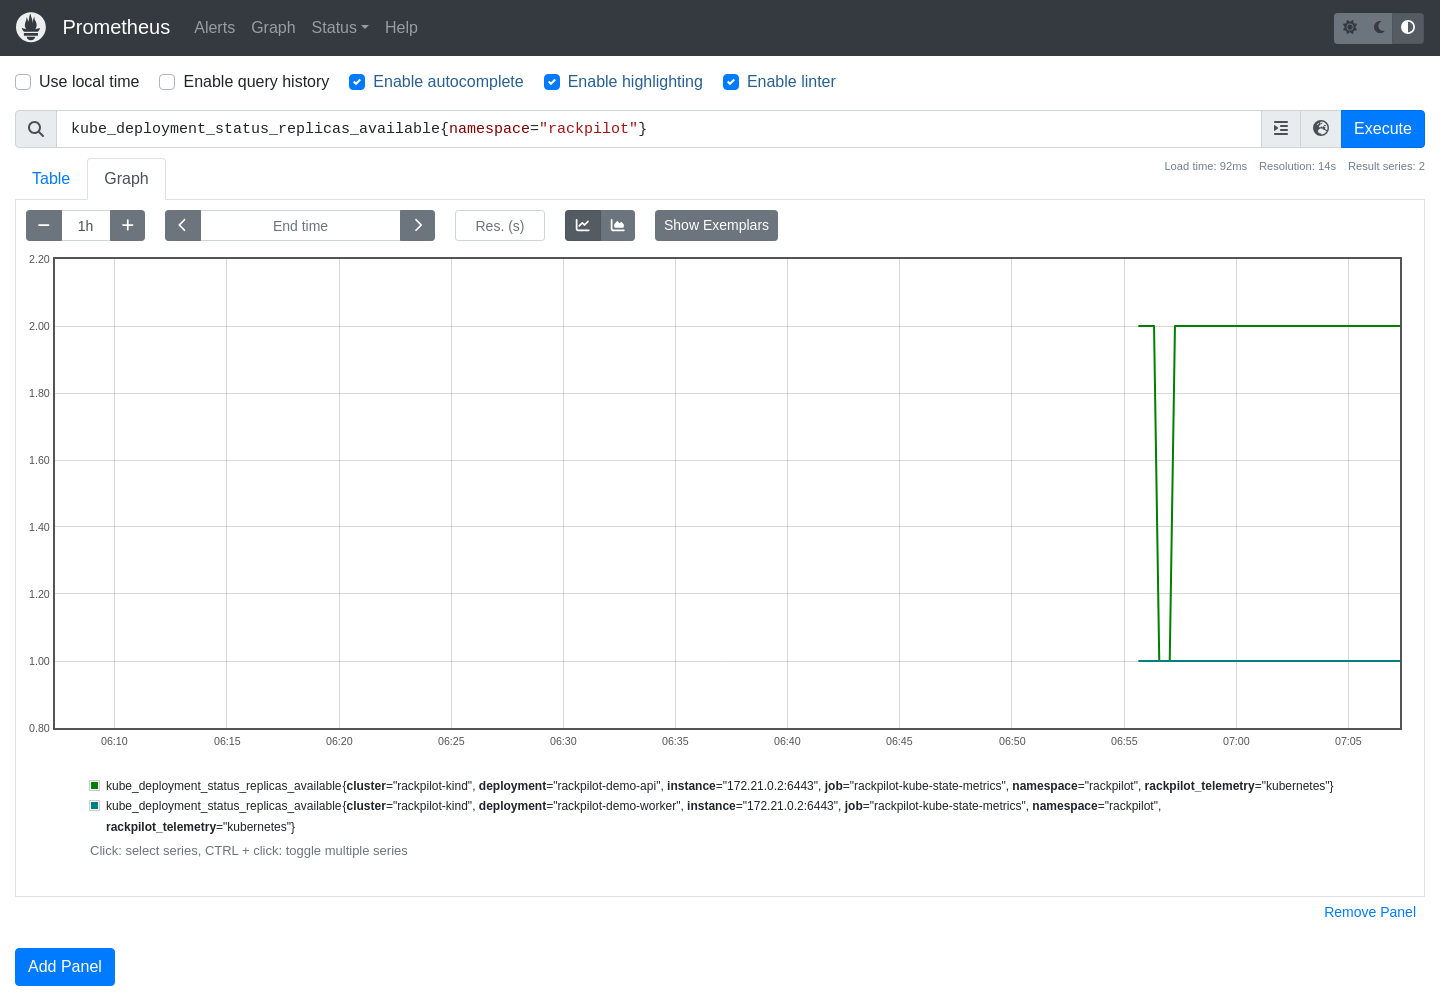 Prometheus Alerts Graph Status Help
Use local time Enable query history Enable autocomplete Enable highlighting Enable linter
kube_deployment_status_replicas_available{namespace="rackpilot"} Execute
Load time: 92ms Resolution: 14s Result series: 2
Table Graph
1h End time Res. (s) Show Exemplars
2.20
2.00
1.80
1.60
1.40
1.20
1.00
0.80
06:10 06:15 06:20 06:25 06:30 06:35 06:40 06:45 06:50 06:55 07:00 07:05
kube_deployment_status_replicas_available{cluster="rackpilot-kind", deployment="rackpilot-demo-api", instance="172.21.0.2:6443", job="rackpilot-kube-state-metrics", namespace="rackpilot", rackpilot_telemetry="kubernetes"}
kube_deployment_status_replicas_available{cluster="rackpilot-kind", deployment="rackpilot-demo-worker", instance="172.21.0.2:6443", job="rackpilot-kube-state-metrics", namespace="rackpilot",
rackpilot_telemetry="kubernetes"}
Click: select series, CTRL + click: toggle multiple series
Remove Panel
Add Panel